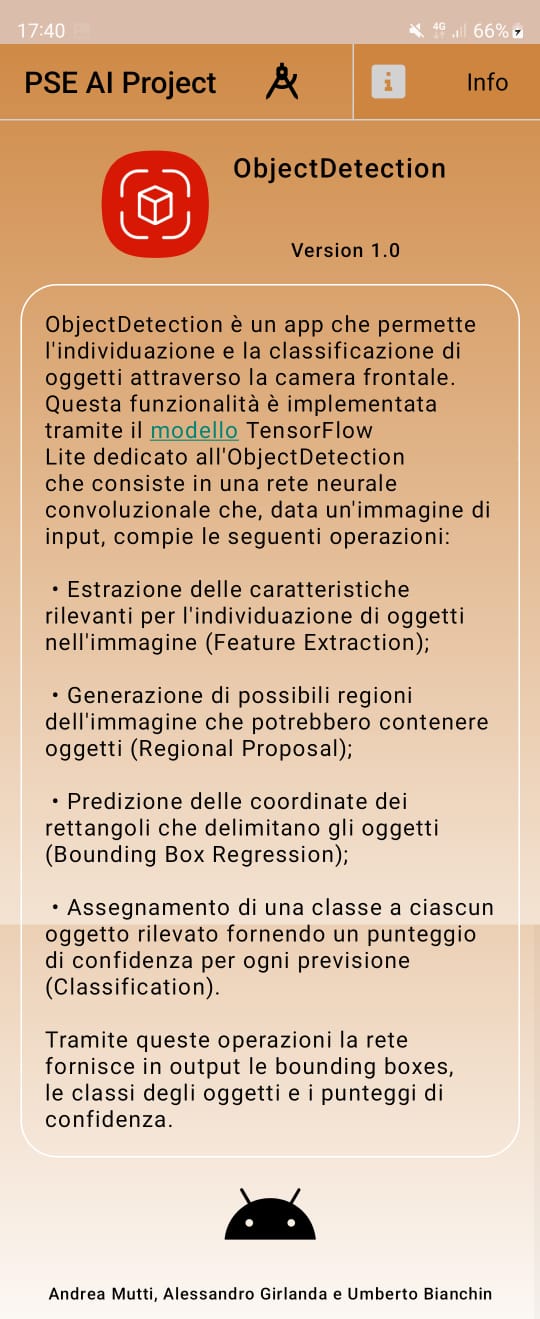 17:40
4G
66%
PSE AI Project
Info
ObjectDetection
Version 1.0
ObjectDetection è un app che permette
l'individuazione e la classificazione di
oggetti attraverso la camera frontale.
Questa funzionalità è implementata
tramite il modello TensorFlow
Lite dedicato all'ObjectDetection
che consiste in una rete neurale
convoluzionale che, data un'immagine di
input, compie le seguenti operazioni:
• Estrazione delle caratteristiche
rilevanti per l'individuazione di oggetti
nell'immagine (Feature Extraction);
• Generazione di possibili regioni
dell'immagine che potrebbero contenere
oggetti (Regional Proposal);
• Predizione delle coordinate dei
rettangoli che delimitano gli oggetti
(Bounding Box Regression);
• Assegnamento di una classe a ciascun
oggetto rilevato fornendo un punteggio
di confidenza per ogni previsione
(Classification).
Tramite queste operazioni la rete
fornisce in output le bounding boxes,
le classi degli oggetti e i punteggi di
confidenza.
Andrea Mutti, Alessandro Girlanda e Umberto Bianchin